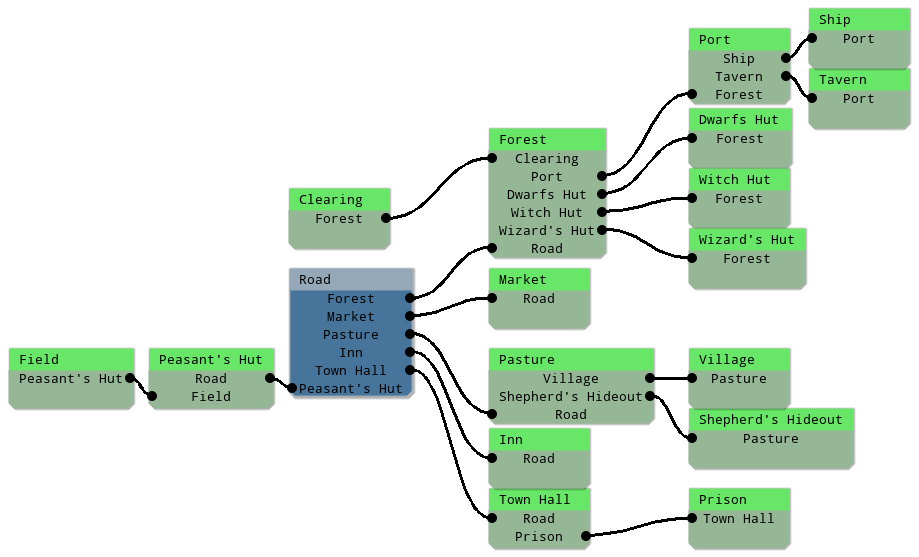 Ship
Port
Tavern
Port
Port
Ship
Tavern
Forest
Dwarfs Hut
Forest
Witch Hut
Forest
Wizard's Hut
Forest
Forest
Clearing
Port
Dwarfs Hut
Witch Hut
Wizard's Hut
Road
Clearing
Forest
Road
Forest
Market
Pasture
Inn
Town Hall
Peasant's Hut
Market
Road
Field
Peasant's Hut
Peasant's Hut
Road
Field
Pasture
Village
Shepherd's Hideout
Road
Village
Pasture
Shepherd's Hideout
Pasture
Inn
Road
Town Hall
Road
Prison
Prison
Town Hall